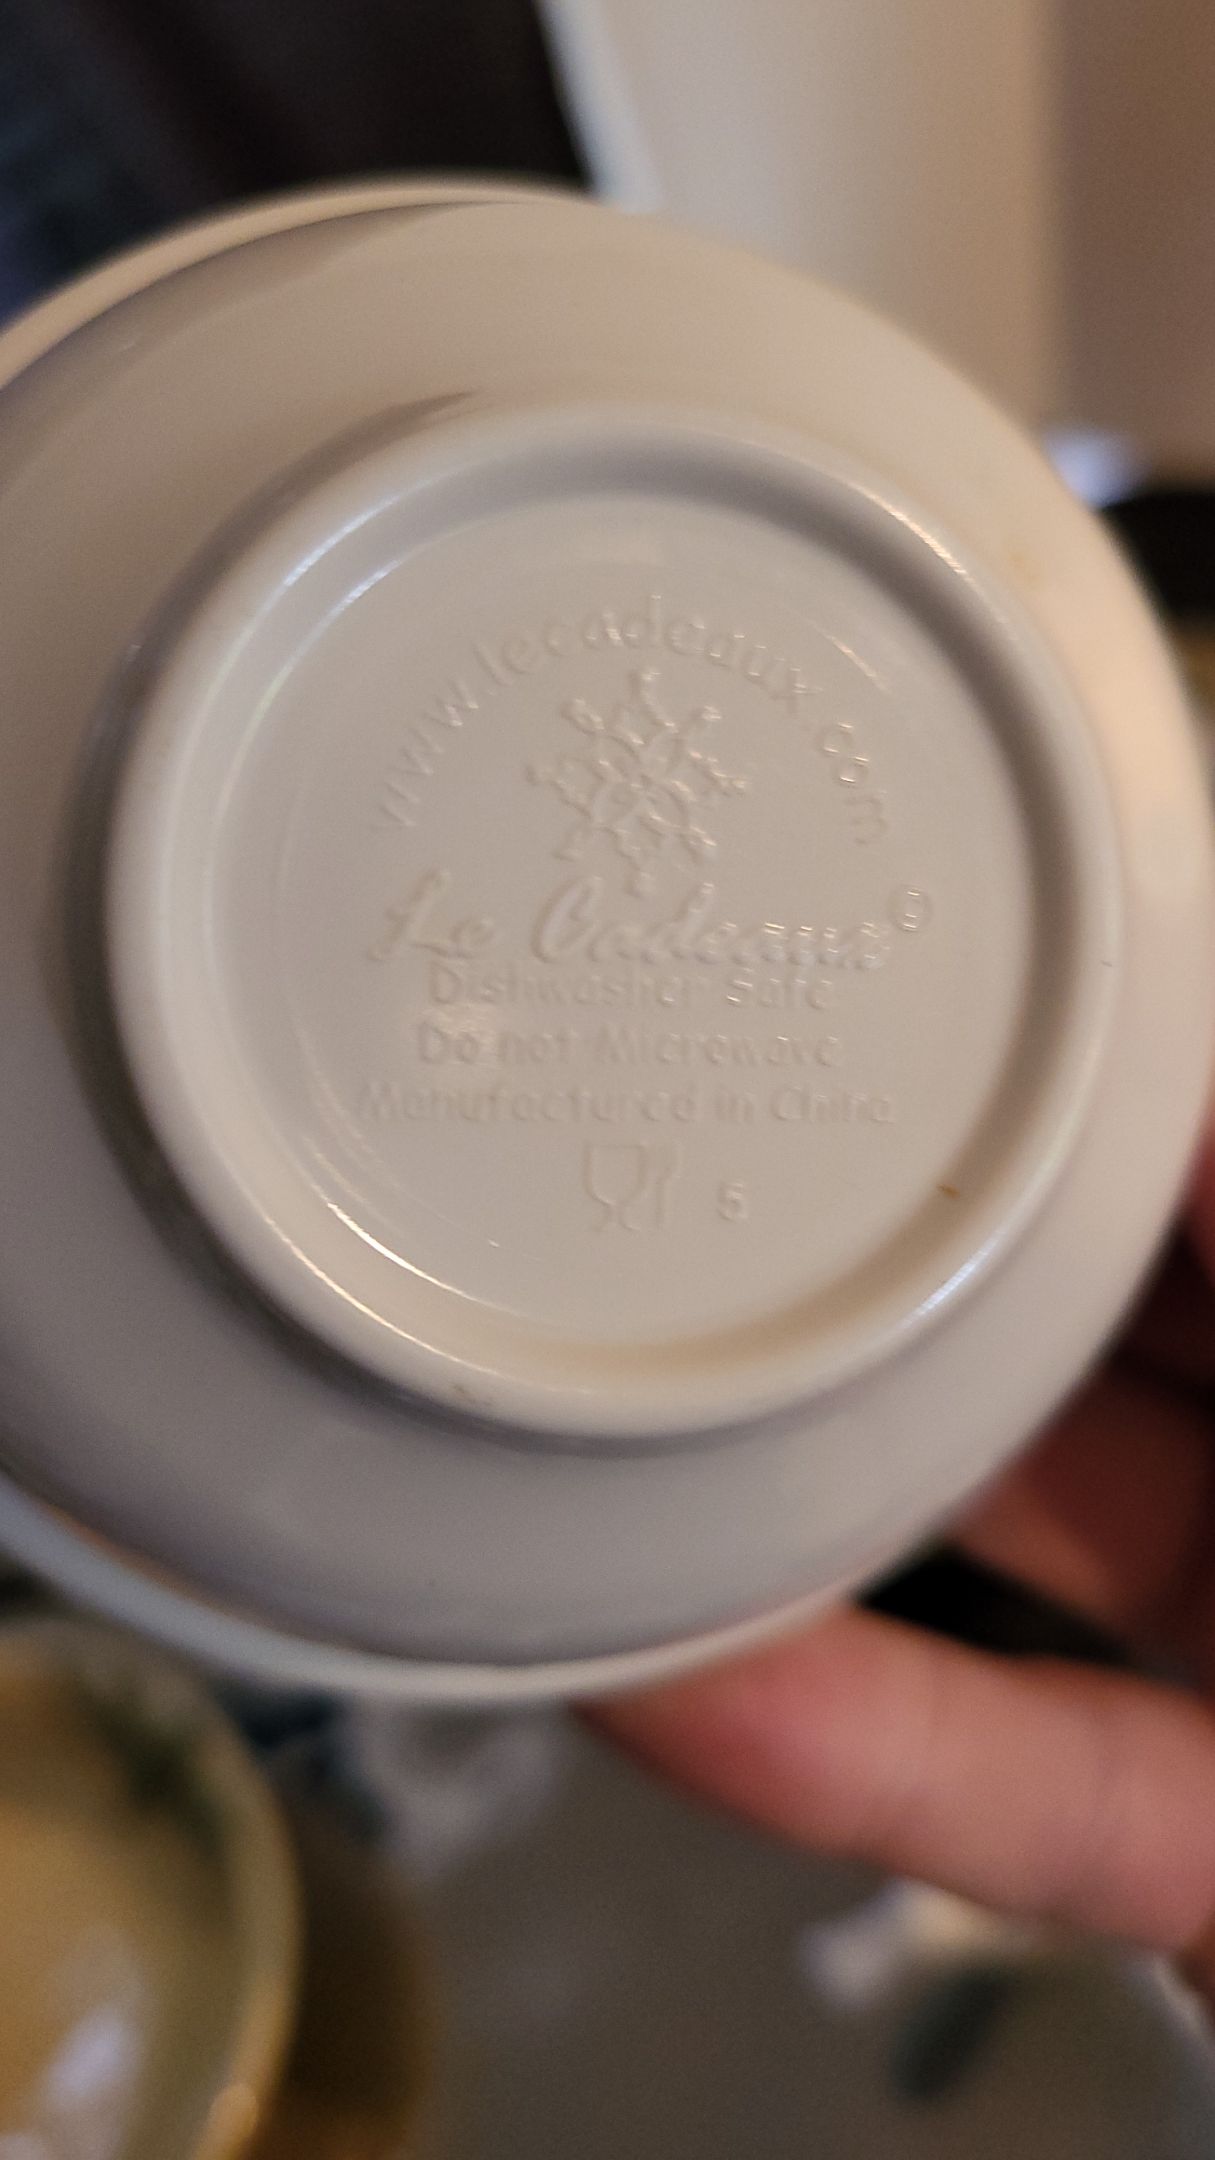 www.lecadeaux.com
Le Cadeaux©
Dishwasher Safe
Do not Microwave
Manufactured in China
5